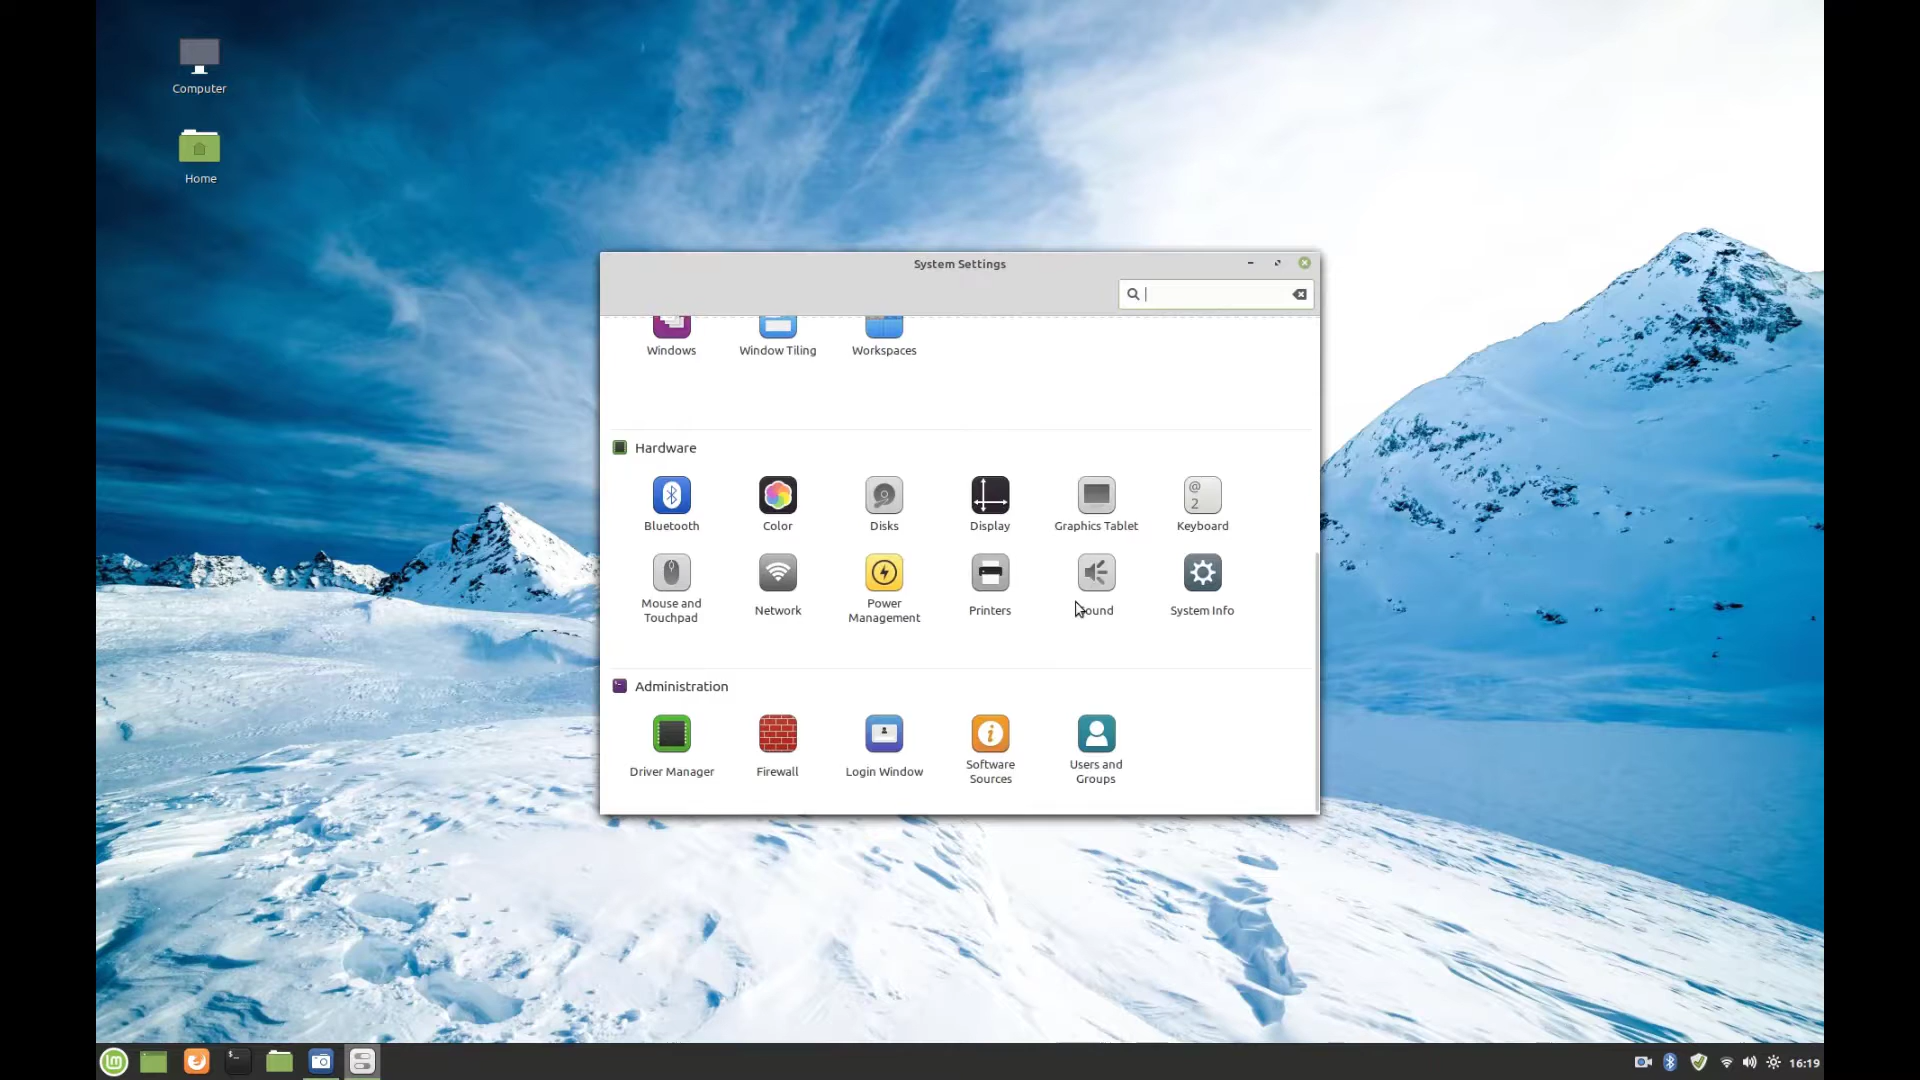 Computer
Home
System Settings
Windows
Window Tiling
Workspaces
Hardware
Bluetooth
Color
Disks
Display
Graphics Tablet
@
2
Keyboard
Mouse and
Touchpad
Network
Power
Management
Printers
ound
System Info
Administration
Driver Manager
Firewall
Login Window
Software
Sources
Users and
Groups
$_
16:19